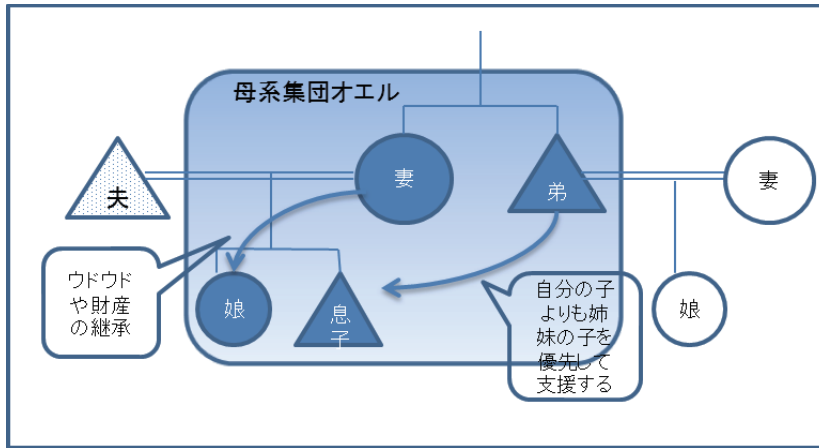 母系集団オエル
夫
妻
弟
妻
ウドウド
や財産
の継承
娘
息
子
自分の子
よりも姉
妹の子を
優先して
支援する
娘